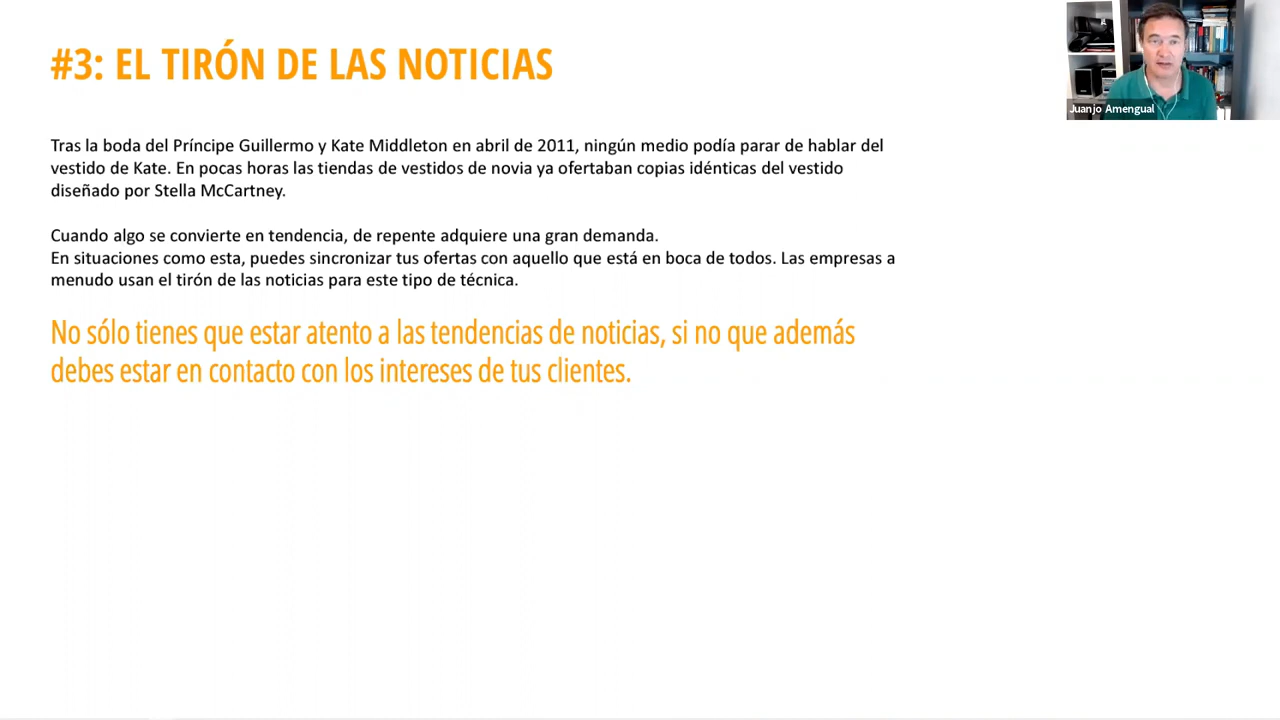 #3: EL TIRÓN DE LAS NOTICIAS
Juanjo Amengual
Tras la boda del Príncipe Guillermo y Kate Middleton en abril de 2011, ningún medio podía parar de hablar del
vestido de Kate. En pocas horas las tiendas de vestidos de novia ya ofertaban copias idénticas del vestido
diseñado por Stella McCartney.
Cuando algo se convierte en tendencia, de repente adquiere una gran demanda.
En situaciones como esta, puedes sincronizar tus ofertas con aquello que está en boca de todos. Las empresas a
menudo usan el tirón de las noticias para este tipo de técnica.
No sólo tienes que estar atento a las tendencias de noticias, si no que además
debes estar en contacto con los intereses de tus clientes.